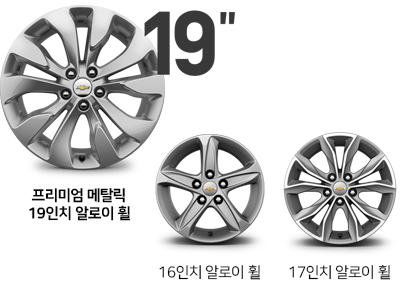 19"
프리미엄 메탈릭
19인치 알로이 휠
16인치 알로이 휠
17인치 알로이 휠